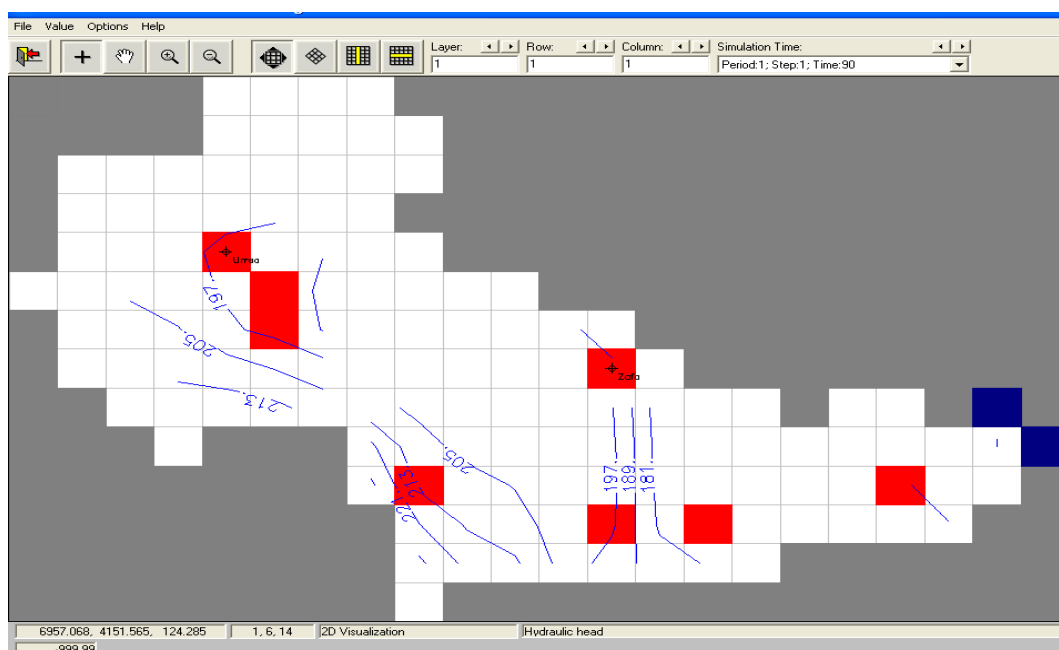 File Value Options Help
Layer: Row: Column: Simulation Time:
1 1 1 Period:1; Step:1; Time:90
197.
205.
213.
Zaifa
205.
213.
197.
189.
181.
6957.068, 4151.565, 124.285 1, 6, 14 2D Visualization Hydraulic head
-999.99